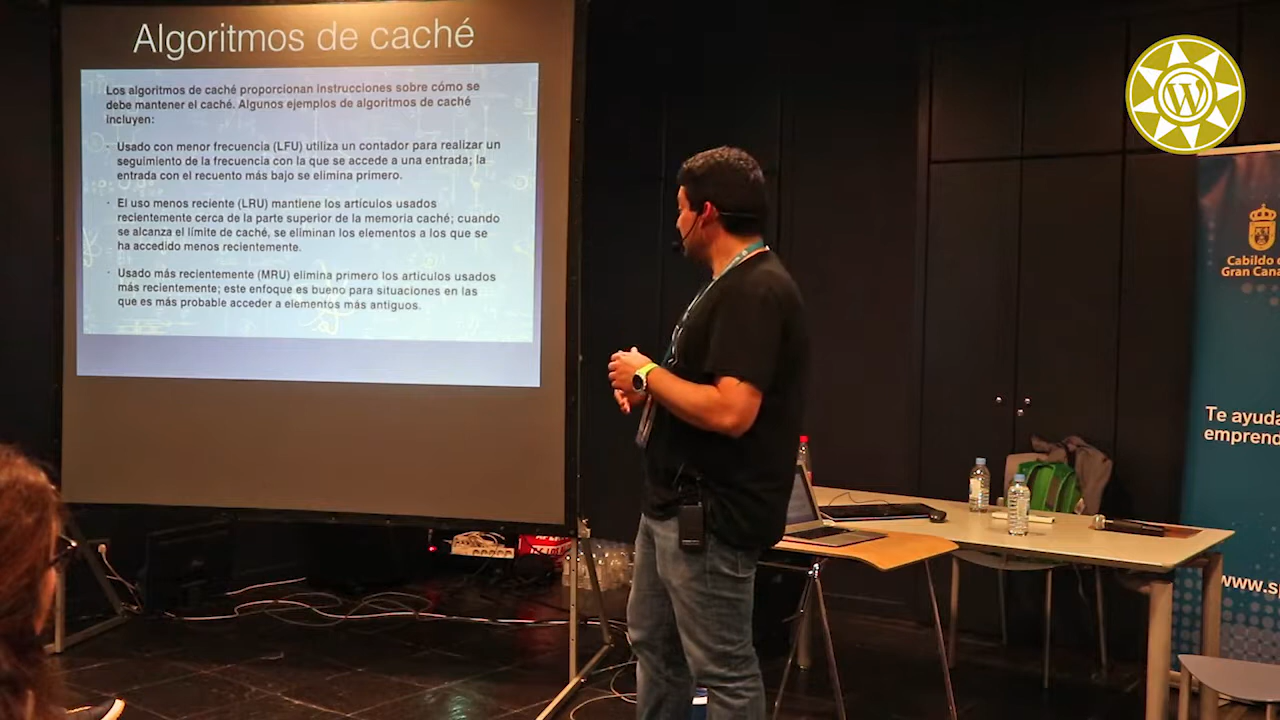 Algoritmos de caché
Los algoritmos de caché proporcionan instrucciones sobre cómo se
debe mantener el caché. Algunos ejemplos de algoritmos de caché
incluyen:
· Usado con menor frecuencia (LFU) utiliza un contador para realizar un
seguimiento de la frecuencia con la que se accede a una entrada; la
entrada con el recuento más bajo se elimina primero.
· El uso menos reciente (LRU) mantiene los artículos usados
recientemente cerca de la parte superior de la memoria caché; cuando
se alcanza el límite de caché, se eliminan los elementos a los que se
ha accedido menos recientemente.
· Usado más recientemente (MRU) elimina primero los artículos usados
más recientemente; este enfoque es bueno para situaciones en las
que es más probable acceder a elementos más antiguos.
W
Cabildo
Gran Cana
Te ayuda
emprend
www.s